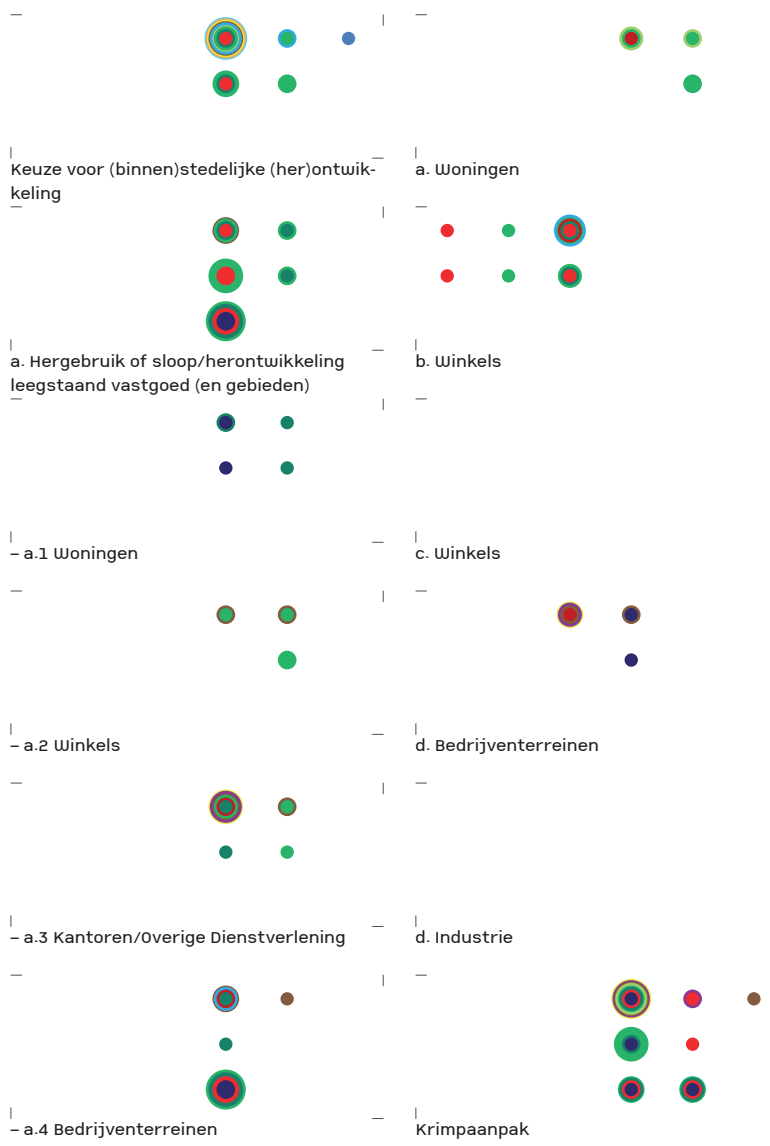 Keuze voor (binnen)stedelijke (her)ontwik-
keling
a. Woningen
a. Hergebruik of sloop/herontwikkeling
leegstaand vastgoed (en gebieden)
b. Winkels
– a.1 Woningen
c. Winkels
– a.2 Winkels
d. Bedrijventerreinen
– a.3 Kantoren/Overige Dienstverlening
d. Industrie
– a.4 Bedrijventerreinen
Krimpaanpak